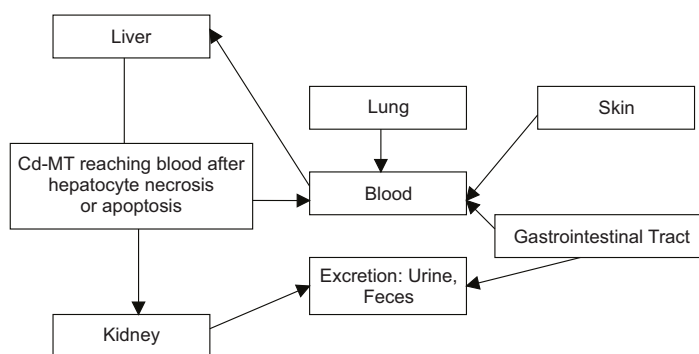 Liver
Lung
Skin
Cd-MT reaching blood after
hepatocyte necrosis
or apoptosis
Blood
Gastrointestinal Tract
Excretion: Urine,
Feces
Kidney